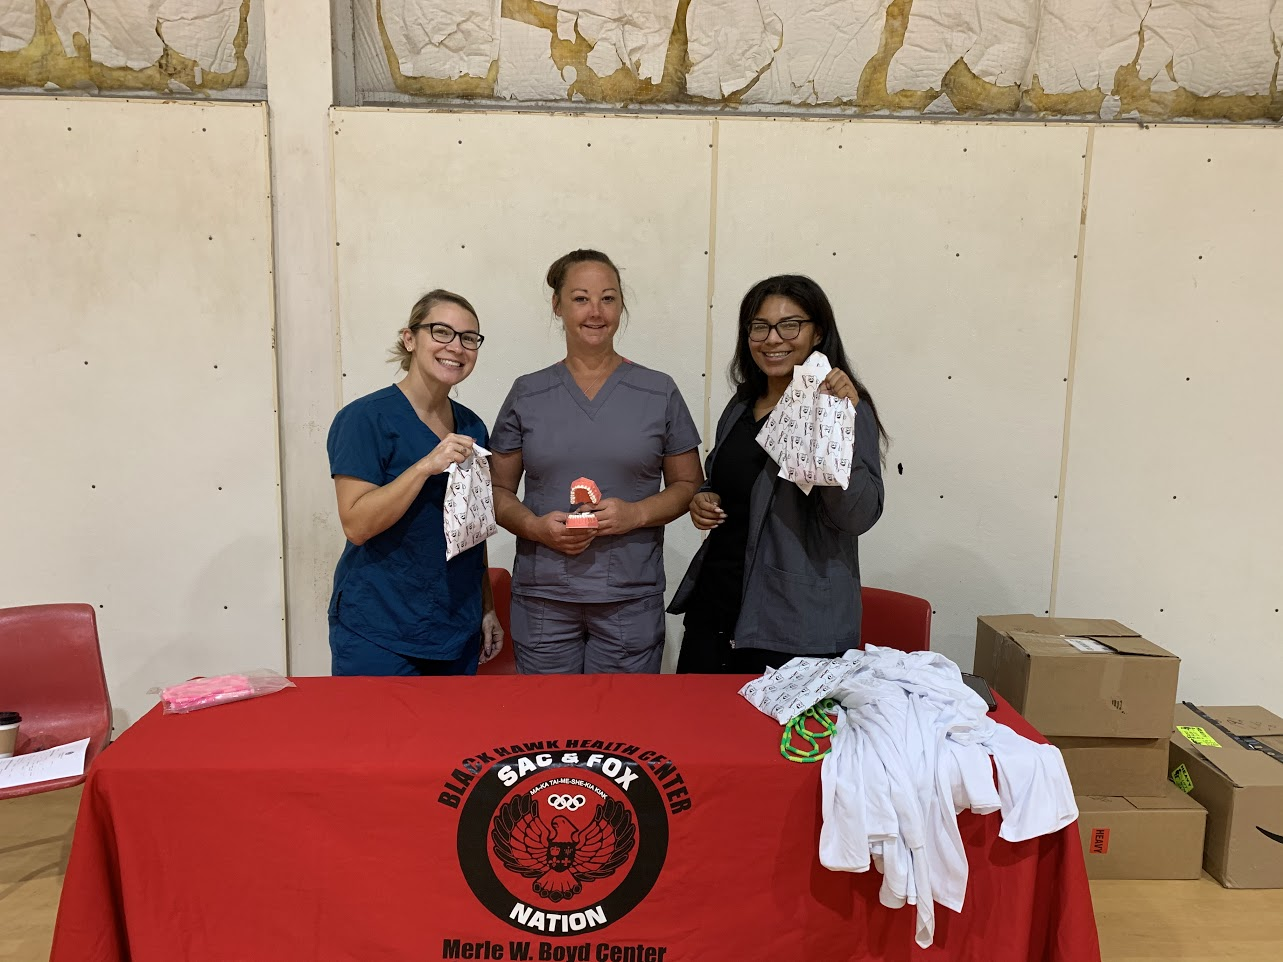 BLACK HAWK HEALTH CENTER
SAC & FOX
MA-KA TAI-ME-SHE-KIA KIAK
NATION
Merle W. Boyd Center
HEAVY